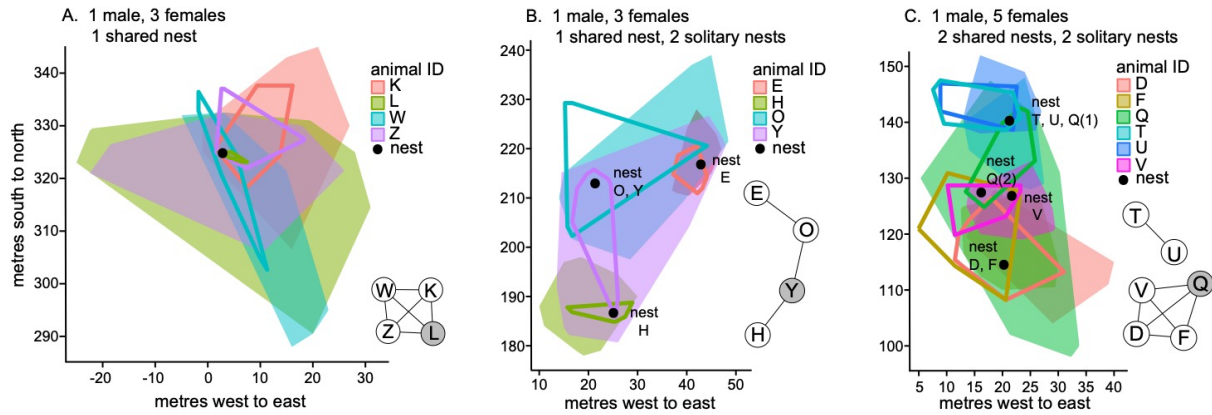 A. 1 male, 3 females
1 shared nest
metres south to north
340
330
320
310
300
290
-20 -10 0 10 20 30
metres west to east
animal ID
K
L
W
Z
nest
W K
Z L
B. 1 male, 3 females
1 shared nest, 2 solitary nests
240
230
220
210
200
190
180
10 20 30 40 50
metres west to east
nest
O, Y
nest
E
nest
H
animal ID
E
H
O
Y
nest
E
O
Y
H
C. 1 male, 5 females
2 shared nests, 2 solitary nests
150
140
130
120
110
100
5 10 15 20 25 30 35 40
metres west to east
nest
T, U, Q(1)
nest
Q(2)
nest
V
nest
D, F
animal ID
D
F
Q
T
U
V
nest
T
U
V Q
D F